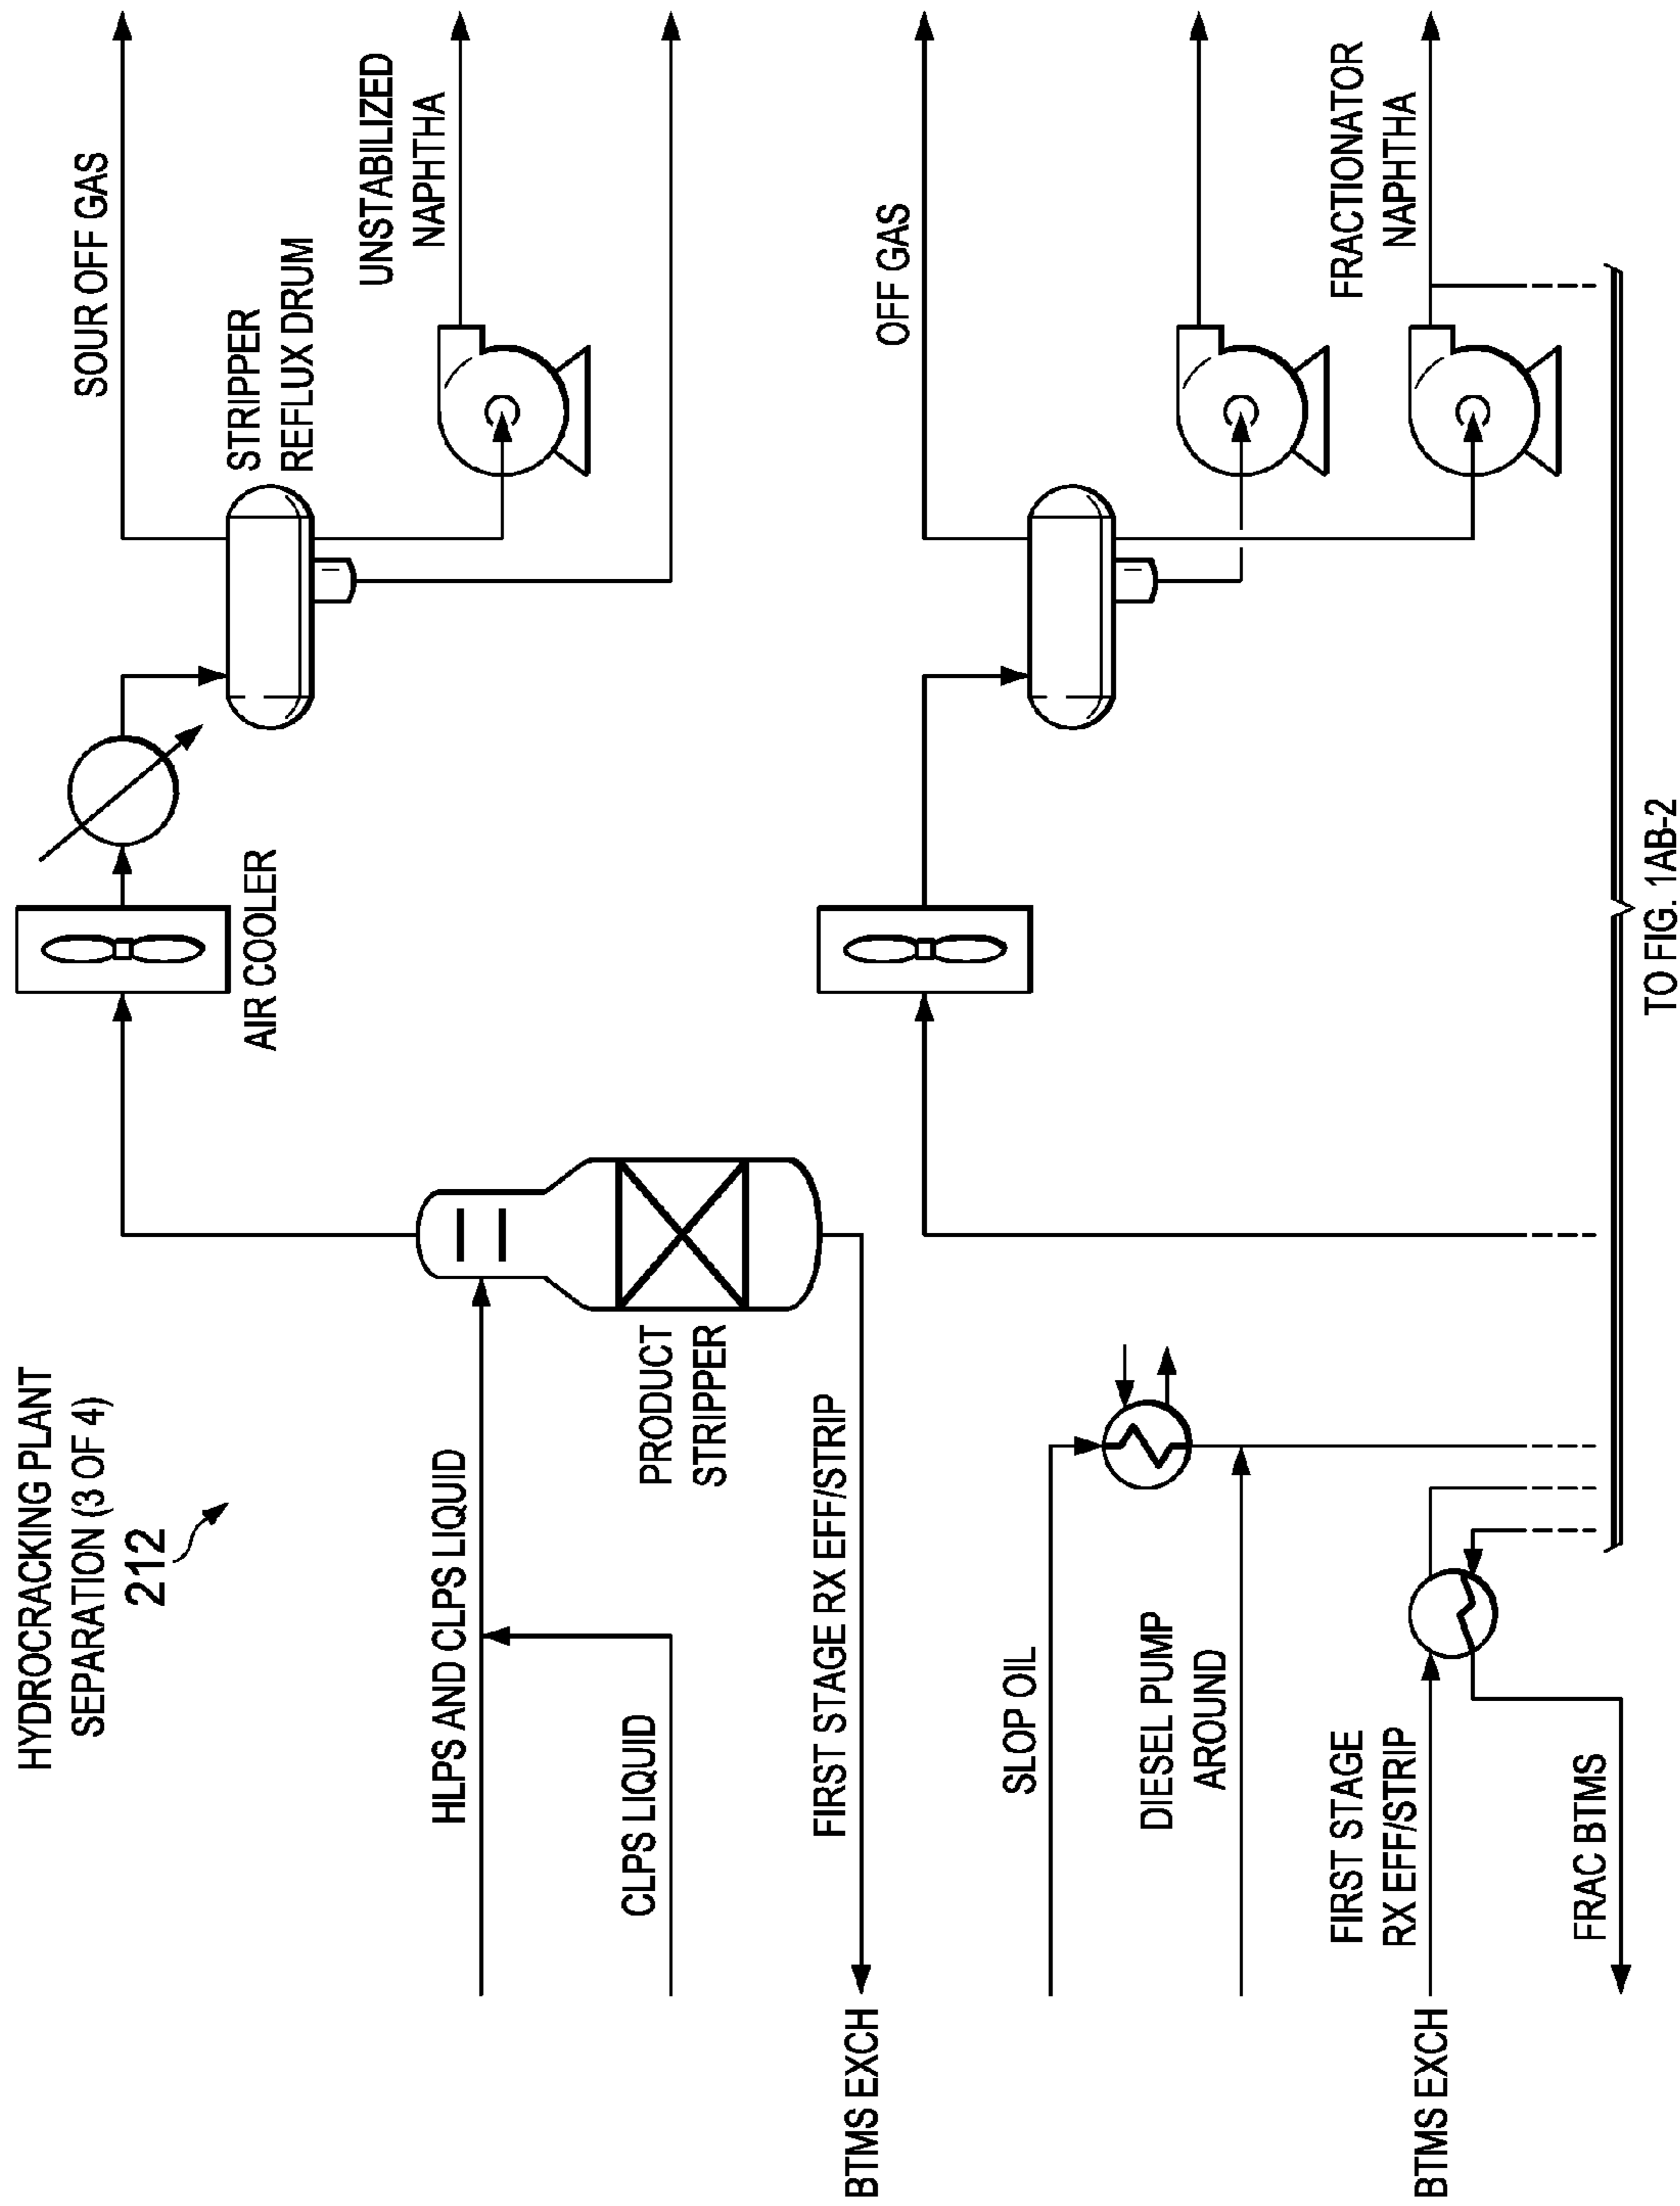 HYDROCRACKING PLANT
SEPARATION (3 OF 4)
212
SOUR OFF GAS
AIR COOLER
STRIPPER
REFLUX DRUM
UNSTABILIZED
NAPHTHA
HLPS AND CLPS LIQUID
CLPS LIQUID
PRODUCT
STRIPPER
FIRST STAGE RX EFF/STRIP
BTMS EXCH
OFF GAS
SLOP OIL
DIESEL PUMP
AROUND
FRACTIONATOR
NAPHTHA
FIRST STAGE
RX EFF/STRIP
BTMS EXCH
FRAC BTMS
TO FIG. 1AB-2